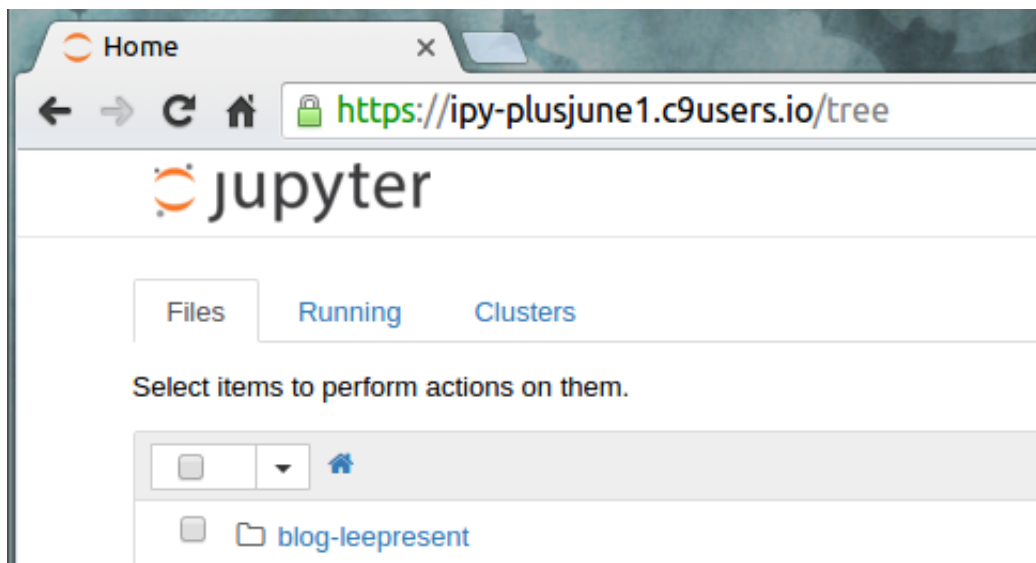 Home
https://ipy-plusjune1.c9users.io/tree
jupyter
Files Running Clusters
Select items to perform actions on them.
blog-leepresent